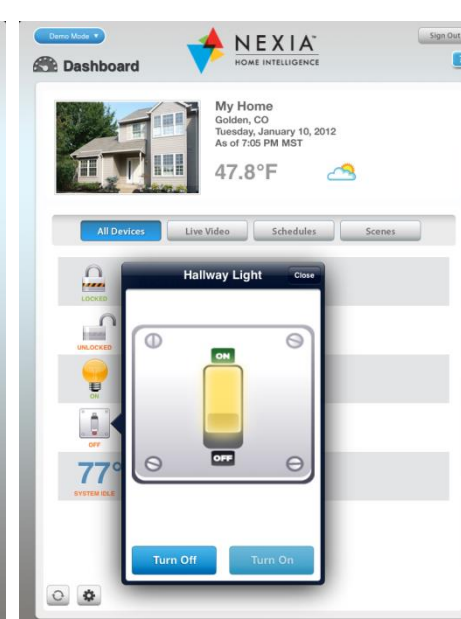 Demo Mode
NEXIA
HOME INTELLIGENCE
Sign Out
Dashboard
My Home
Golden, CO
Tuesday, January 10, 2012
As of 7:05 PM MST
47.8°F
All Devices
Live Video
Schedules
Scenes
Hallway Light
Close
LOCKED
UNLOCKED
ON
OFF
77°
SYSTEM IDLE
ON
OFF
Turn Off
Turn On